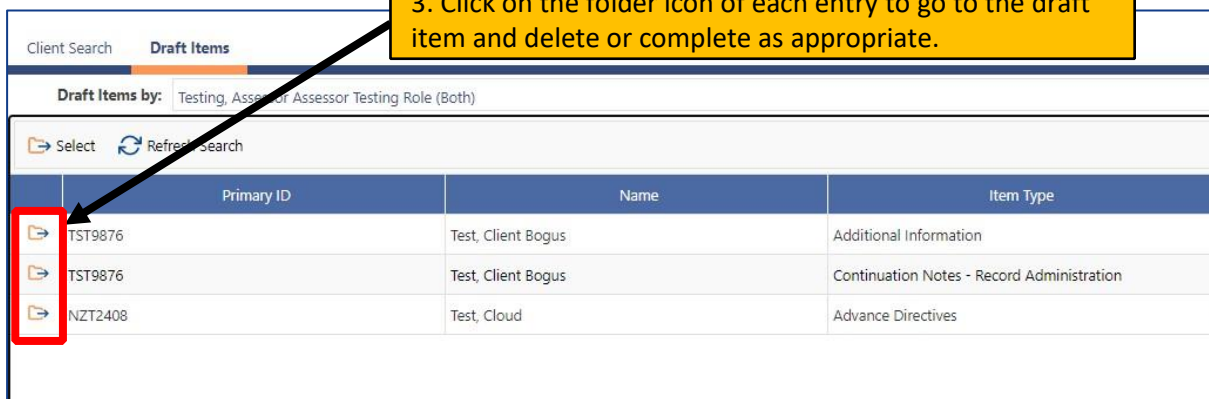 3. Click on the folder icon of each entry to go to the draft
item and delete or complete as appropriate.
Client Search Draft Items
Draft Items by: Testing, Assessor Assessor Testing Role (Both)
Select Refresh Search
Primary ID Name Item Type
TST9876 Test, Client Bogus Additional Information
TST9876 Test, Client Bogus Continuation Notes - Record Administration
NZT2408 Test, Cloud Advance Directives